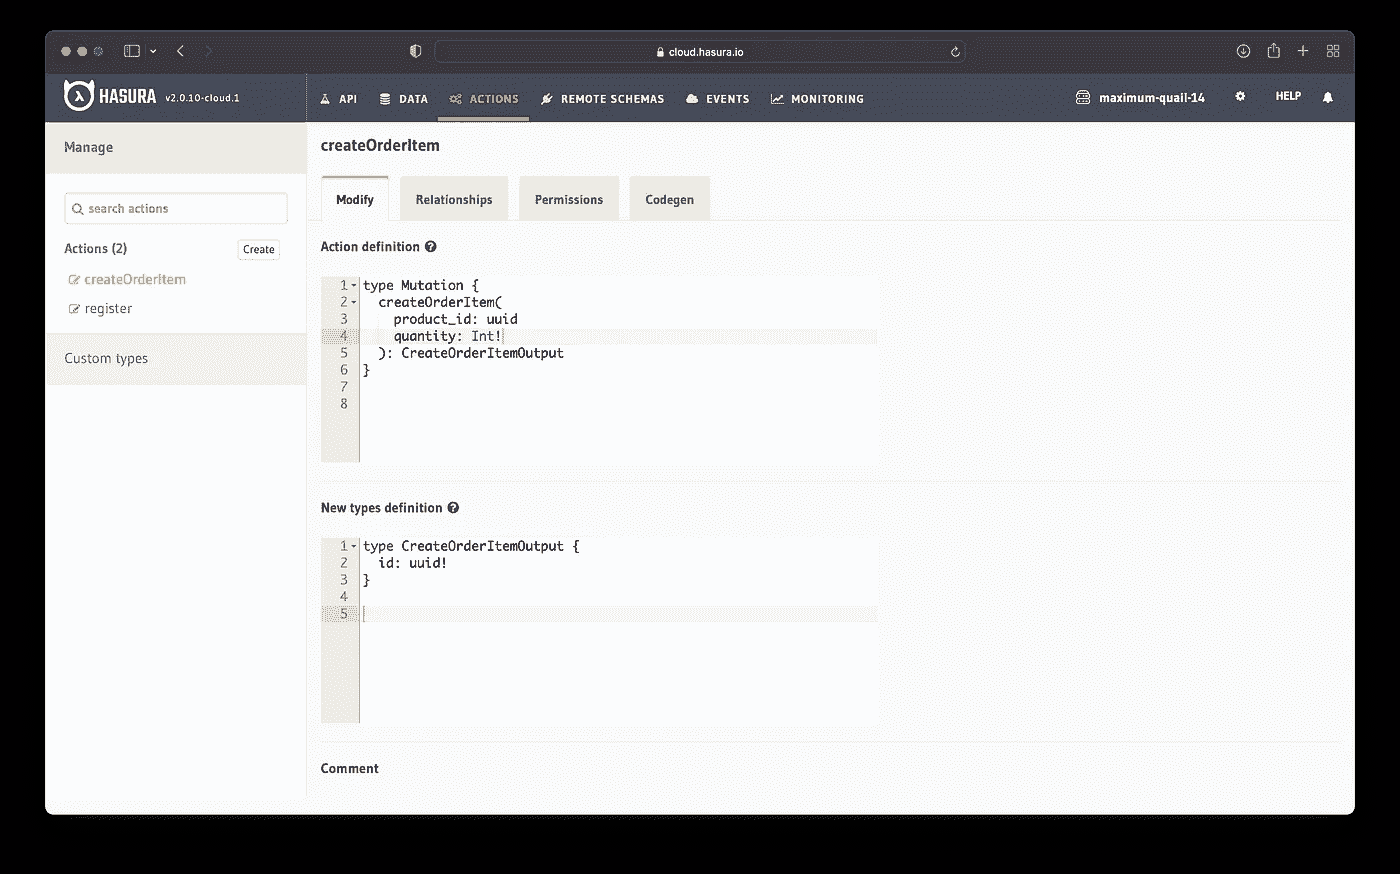 cloud.hasura.io
HASURA v2.0.10-cloud.1
API DATA ACTIONS REMOTE SCHEMAS EVENTS MONITORING
maximum-quail-14 HELP
Manage
search actions
Actions (2) Create
createOrderItem
register
Custom types
createOrderItem
Modify Relationships Permissions Codegen
Action definition ?
1 type Mutation {
2 createOrderItem(
3 product_id: uuid
4 quantity: Int!
5 ): CreateOrderItemOutput
6 }
7
8
New types definition ?
1 type CreateOrderItemOutput {
2 id: uuid!
3 }
4
5
Comment